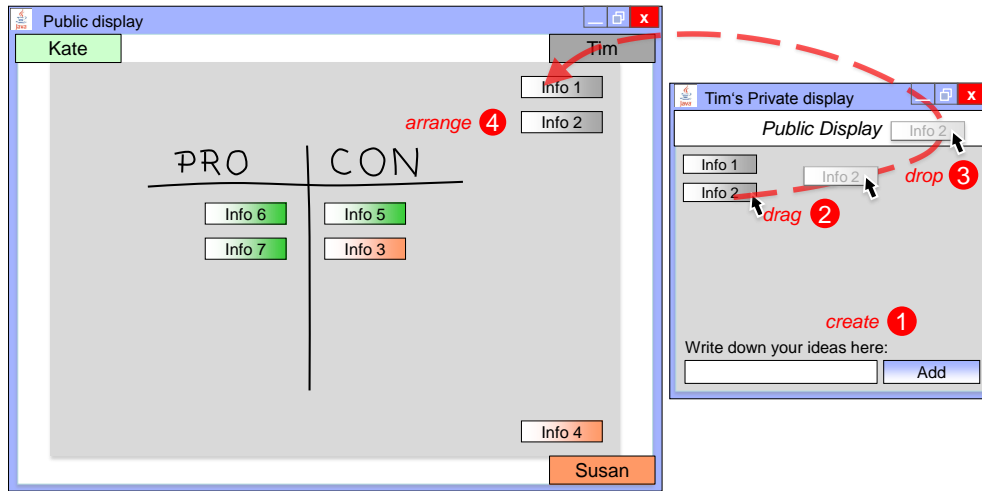 Public display
x
Kate
Tim
Info 1
arrange 4
Info 2
PRO
CON
Info 6
Info 5
Info 7
Info 3
Info 4
Susan
Java
Tim's Private display
x
Public Display
Info 2
Info 1
Info 2
drop 3
Info 2
drag 2
create 1
Write down your ideas here:
Add